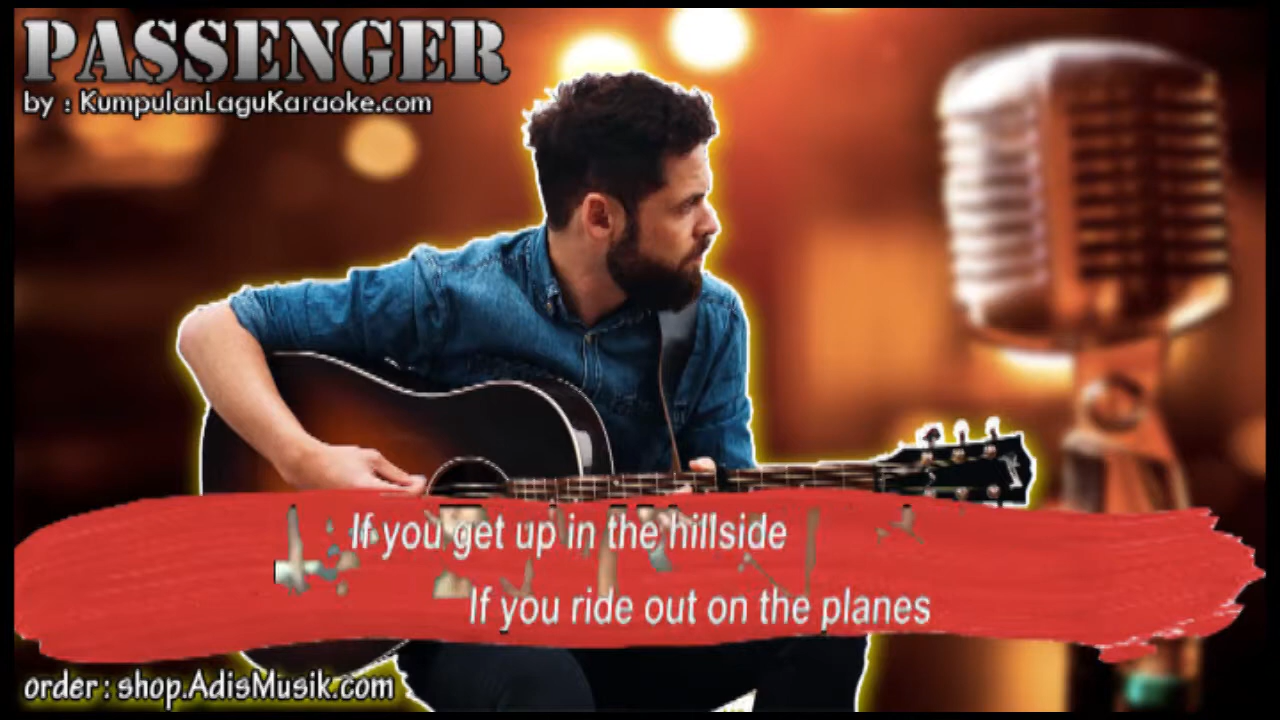 PASSENGER
by : KumpulanLaguKaraoke.com
If you get up in the hillside
If you ride out on the planes
order : shop.AdisMusik.com